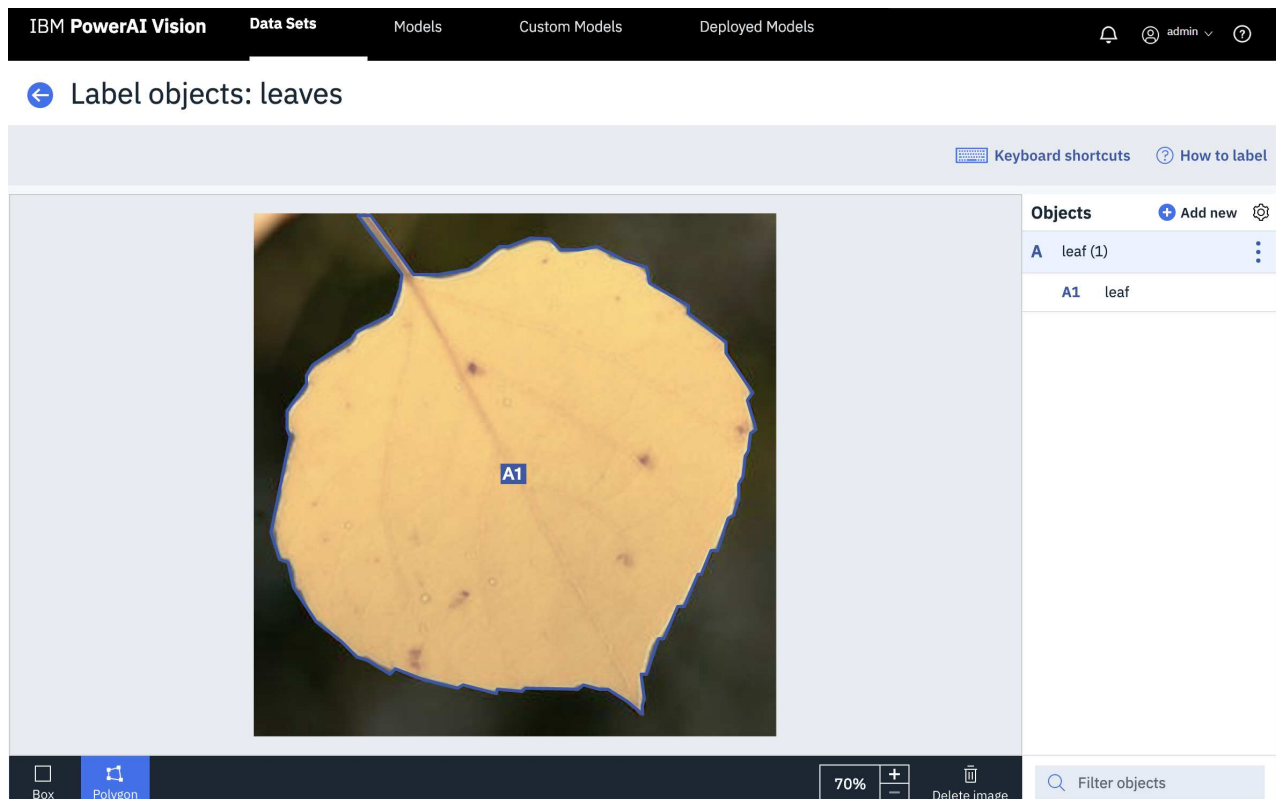 IBM PowerAI Vision Data Sets Models Custom Models Deployed Models admin ?
Label objects: leaves
Keyboard shortcuts ? How to label
Objects + Add new
A leaf (1)
A1 leaf
A1
Box Polygon 70% + − Delete image Filter objects